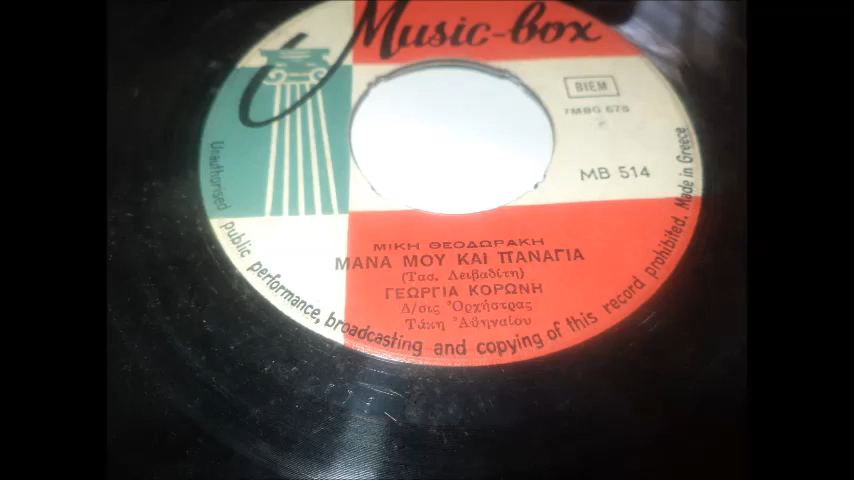 Music-box
BIEM
7MBG 675
MB 514
ΜΙΚΗ ΘΕΟΔΩΡΑΚΗ
ΜΑΝΑ ΜΟΥ ΚΑΙ ΠΑΝΑΓΙΑ
(Τασ. Λειβαδίτη)
ΓΕΩΡΓΙΑ ΚΟΡΩΝΗ
Δ/σις Ὀρχήστρας
Τάκη Ἀθηναίου
Unauthorised public performance, broadcasting and copying of this record prohibited. Made in Greece